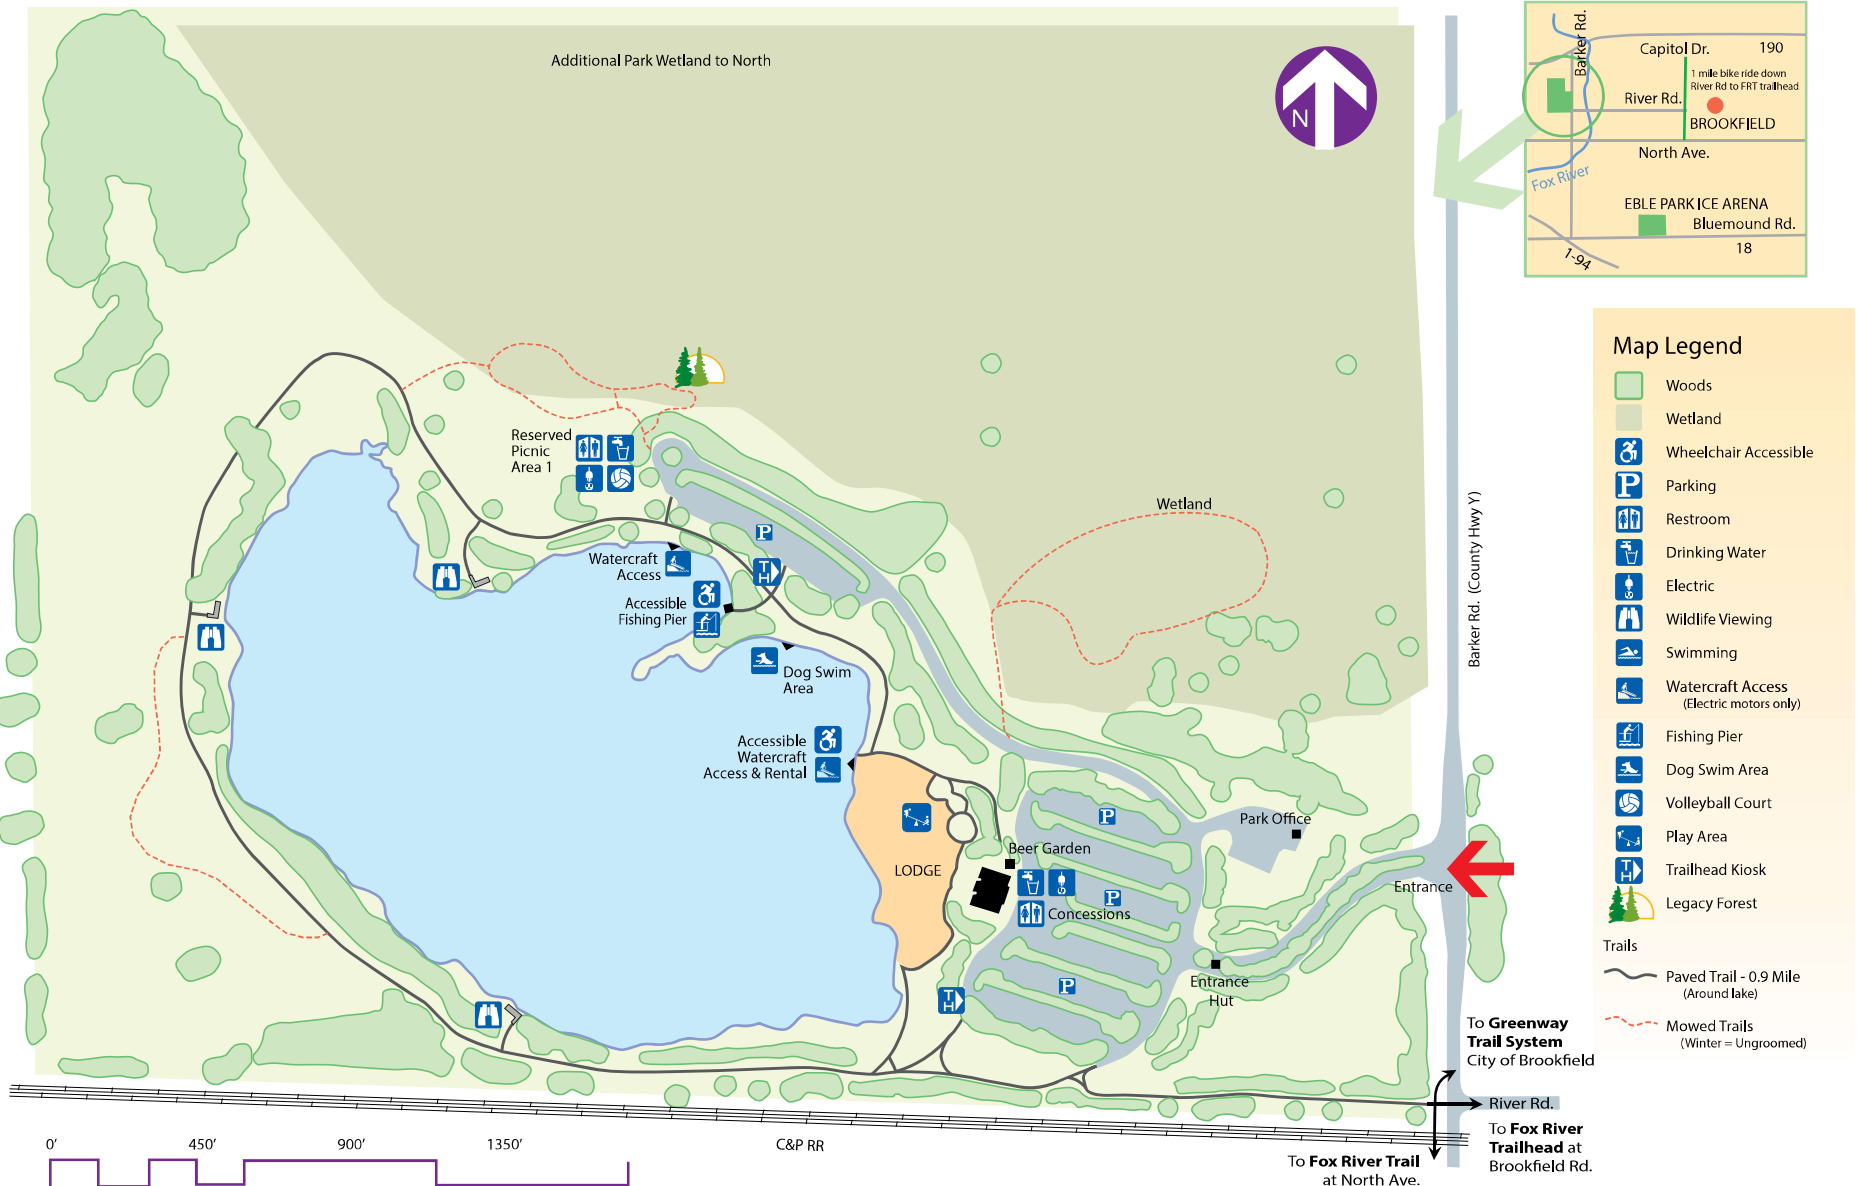 Additional Park Wetland to North
N
Barker Rd.
Capitol Dr.
190
1 mile bike ride down
River Rd to FRT trailhead
River Rd.
BROOKFIELD
North Ave.
Fox River
EBLE PARK ICE ARENA
Bluemound Rd.
18
1-94
Map Legend
Woods
Wetland
Wheelchair Accessible
P
Parking
Restroom
Drinking Water
Electric
Wildlife Viewing
Swimming
Watercraft Access
(Electric motors only)
Fishing Pier
Dog Swim Area
Volleyball Court
Play Area
TH
Trailhead Kiosk
Legacy Forest
Trails
Paved Trail - 0.9 Mile
(Around lake)
Mowed Trails
(Winter = Ungroomed)
Reserved
Picnic
Area 1
P
TH
Watercraft
Access
Accessible
Fishing Pier
Dog Swim
Area
Accessible
Watercraft
Access & Rental
Wetland
Barker Rd. (County Hwy Y)
LODGE
P
Park Office
Beer Garden
P
Concessions
Entrance
P
TH
Entrance
Hut
To Greenway
Trail System
City of Brookfield
River Rd.
To Fox River
Trailhead at
Brookfield Rd.
To Fox River Trail
at North Ave.
C&P RR
0'
450'
900'
1350'